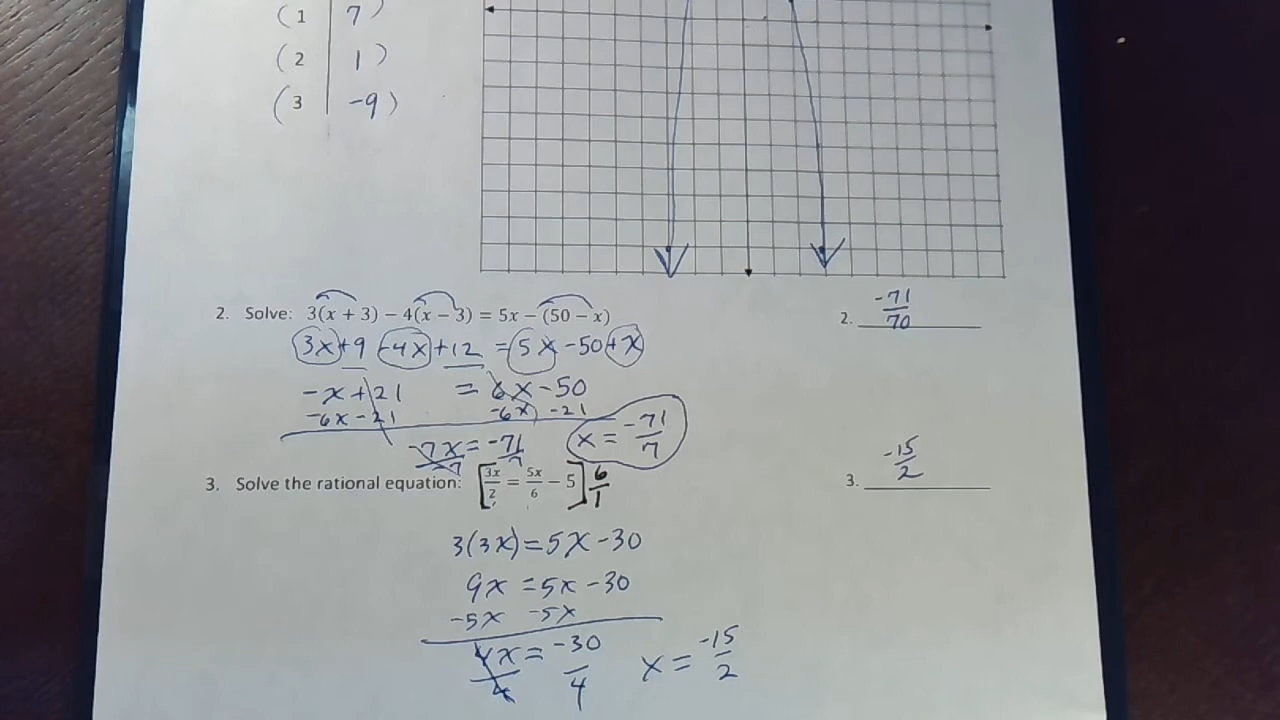 (1 | 7)
(2 | 1)
(3 | -9)
2. Solve: 3(x + 3) − 4(x − 3) = 5x − (50 − x)
2. -71/70
3x+9 -4x+12 = 5x -50+x
-x+21 = 6x-50
-6x-21 -6x -21
-7x/-7 = -71/7 x = -71/7
3. Solve the rational equation: [3x/2 = 5x/6 − 5] 6/1
3. -15/2
3(3x)=5x-30
9x =5x-30
-5x -5x
4x/4 = -30/4 x = -15/2